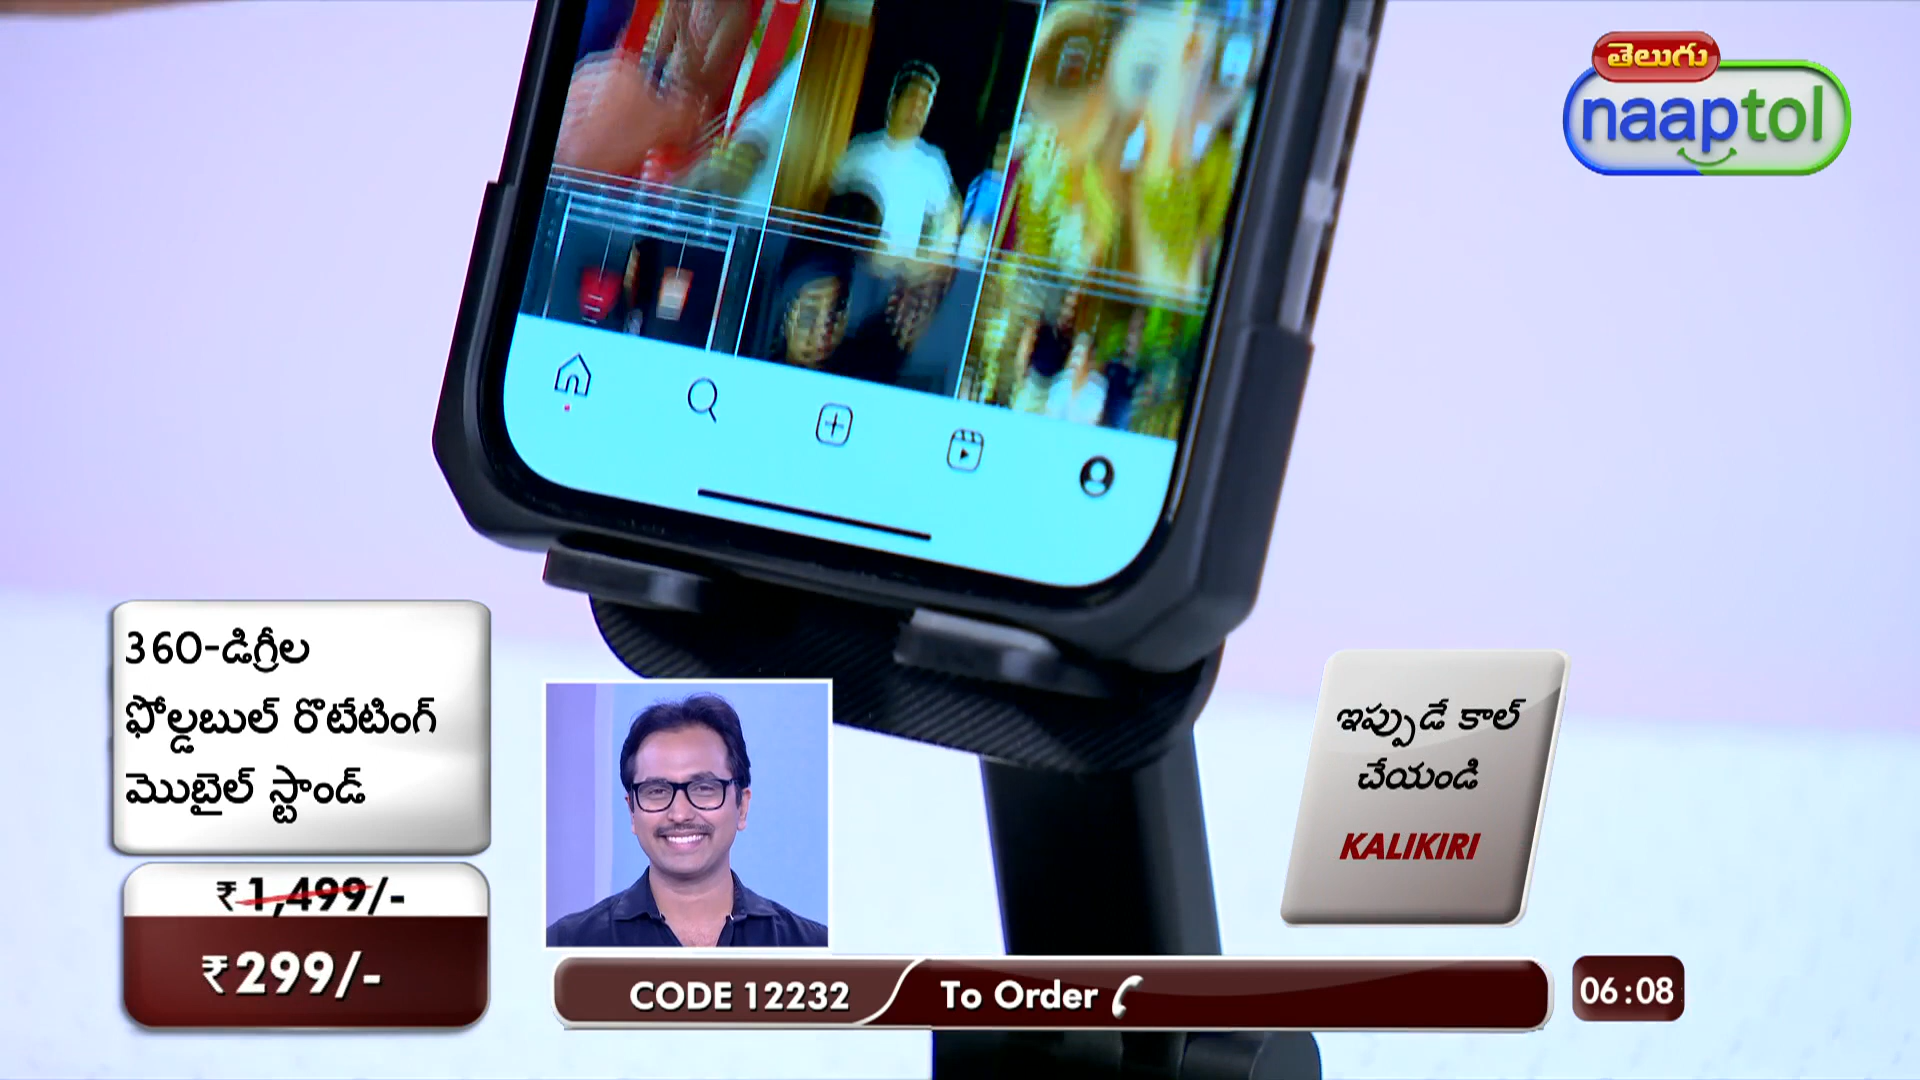 తెలుగు
naaptol
360-డిగ్రీల
ఫోల్డబుల్ రొటేటింగ్
మొబైల్ స్టాండ్
₹1,499/-
₹299/-
ఇప్పుడే కాల్
చేయండి
KALIKIRI
CODE 12232
To Order
06:08